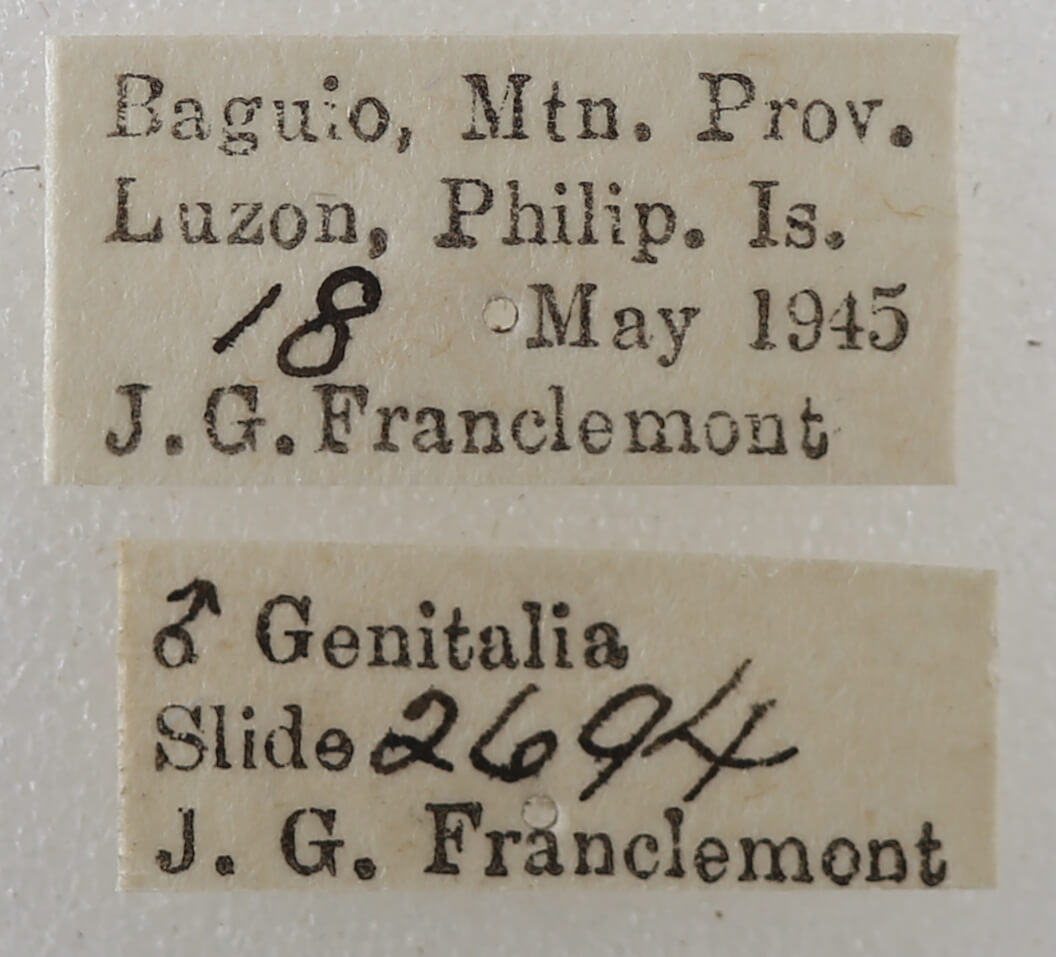 Baguio, Mtn. Prov.
Luzon, Philip. Is.
18 May 1945
J. G. Franclemont
♂ Genitalia
Slide 2694
J. G. Franclemont